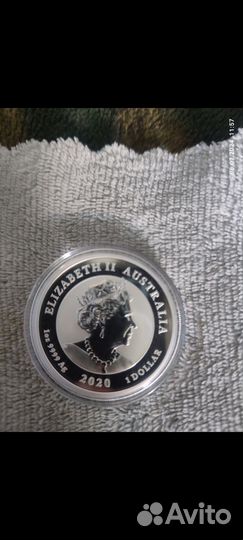 ELIZABETH II AUSTRALIA
1oz 9999 Ag
2020
1 DOLLAR
Avito